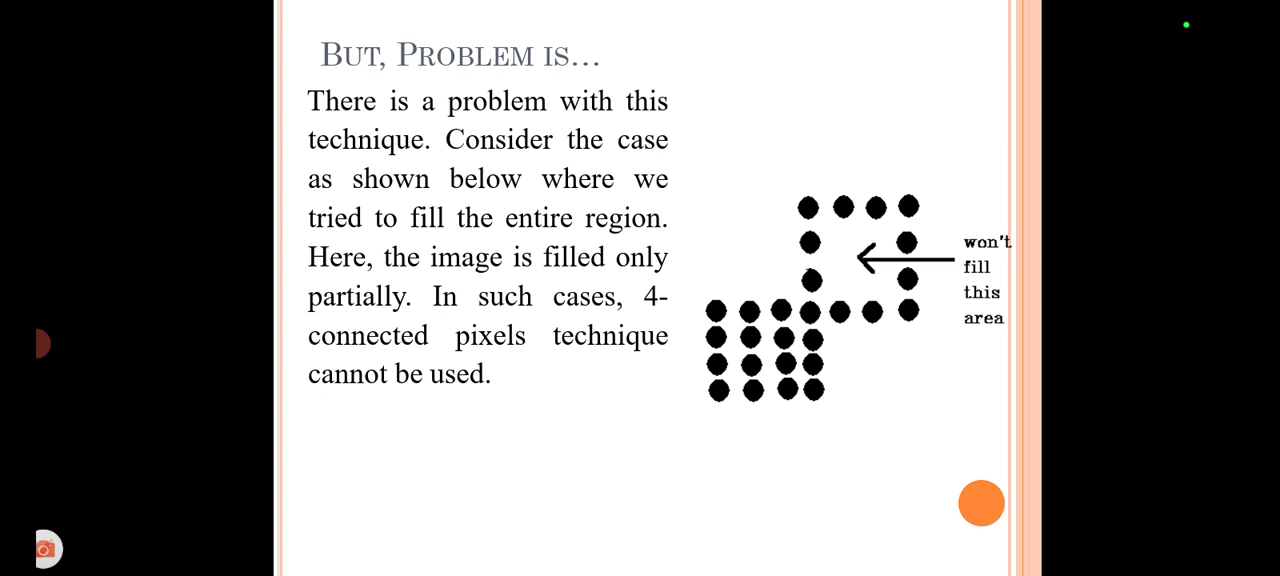 BUT, PROBLEM IS...
There is a problem with this
technique. Consider the case
as shown below where we
tried to fill the entire region.
Here, the image is filled only
partially. In such cases, 4-
connected pixels technique
cannot be used.
won't
fill
this
area